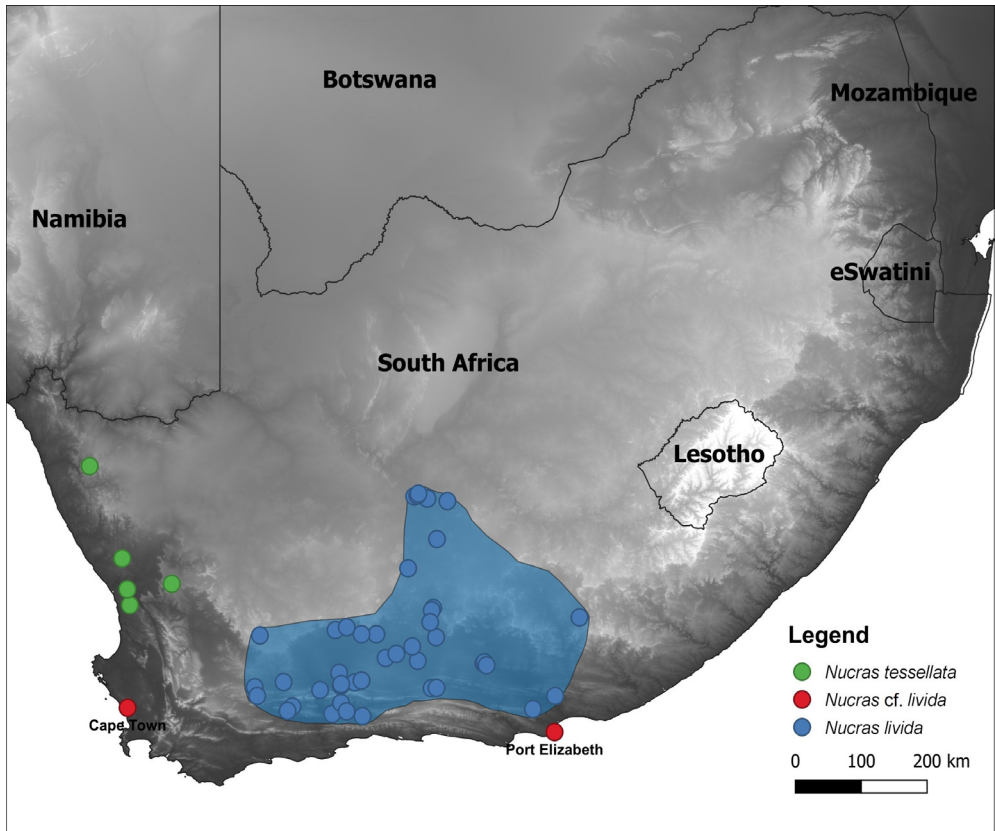 Botswana
Mozambique
Namibia
eSwatini
South Africa
Lesotho
Cape Town
Port Elizabeth
Legend
Nucras tessellata
Nucras cf. livida
Nucras livida
0 100 200 km